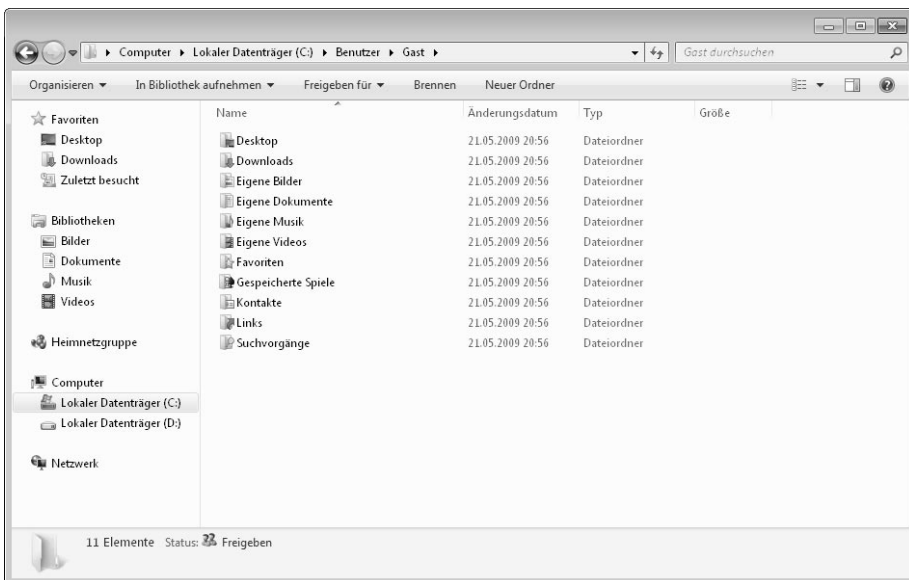 Computer Lokaler Datenträger (C:) Benutzer Gast Gast durchsuchen
Organisieren In Bibliothek aufnehmen Freigeben für Brennen Neuer Ordner
Favoriten
Desktop
Downloads
Zuletzt besucht
Bibliotheken
Bilder
Dokumente
Musik
Videos
Heimnetzgruppe
Computer
Lokaler Datenträger (C:)
Lokaler Datenträger (D:)
Netzwerk
Name Änderungsdatum Typ Größe
Desktop 21.05.2009 20:56 Dateiordner
Downloads 21.05.2009 20:56 Dateiordner
Eigene Bilder 21.05.2009 20:56 Dateiordner
Eigene Dokumente 21.05.2009 20:56 Dateiordner
Eigene Musik 21.05.2009 20:56 Dateiordner
Eigene Videos 21.05.2009 20:56 Dateiordner
Favoriten 21.05.2009 20:56 Dateiordner
Gespeicherte Spiele 21.05.2009 20:56 Dateiordner
Kontakte 21.05.2009 20:56 Dateiordner
Links 21.05.2009 20:56 Dateiordner
Suchvorgänge 21.05.2009 20:56 Dateiordner
11 Elemente Status: Freigeben